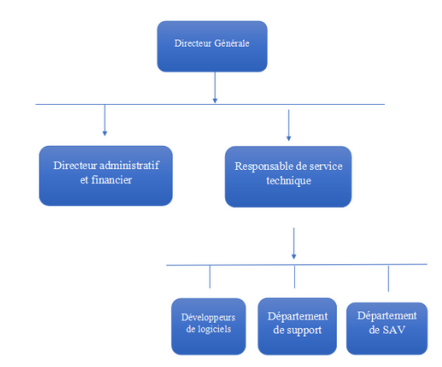 Directeur Générale
Directeur administratif
et financier
Responsable de service
technique
Développeurs
de logiciels
Département
de support
Département
de SAV